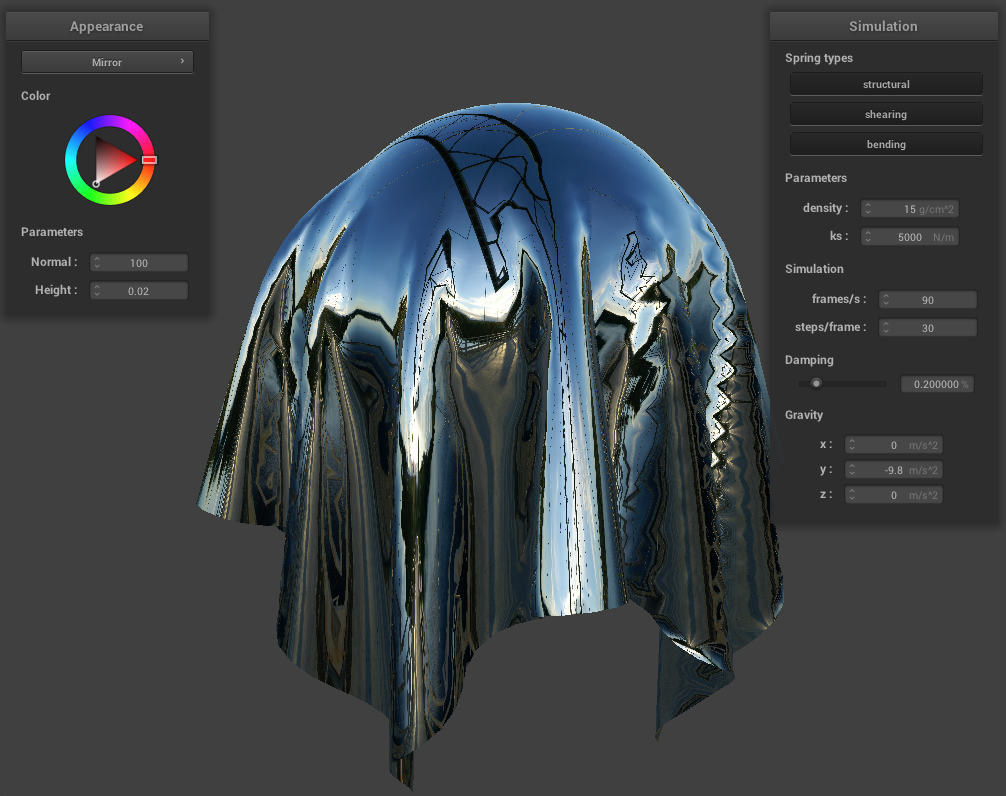 Appearance
Mirror
Color
Parameters
Normal : 100
Height : 0.02
Simulation
Spring types
structural
shearing
bending
Parameters
density : 15 g/cm^2
ks : 5000 N/m
Simulation
frames/s : 90
steps/frame : 30
Damping
0.200000 %
Gravity
x : 0 m/s^2
y : -9.8 m/s^2
z : 0 m/s^2